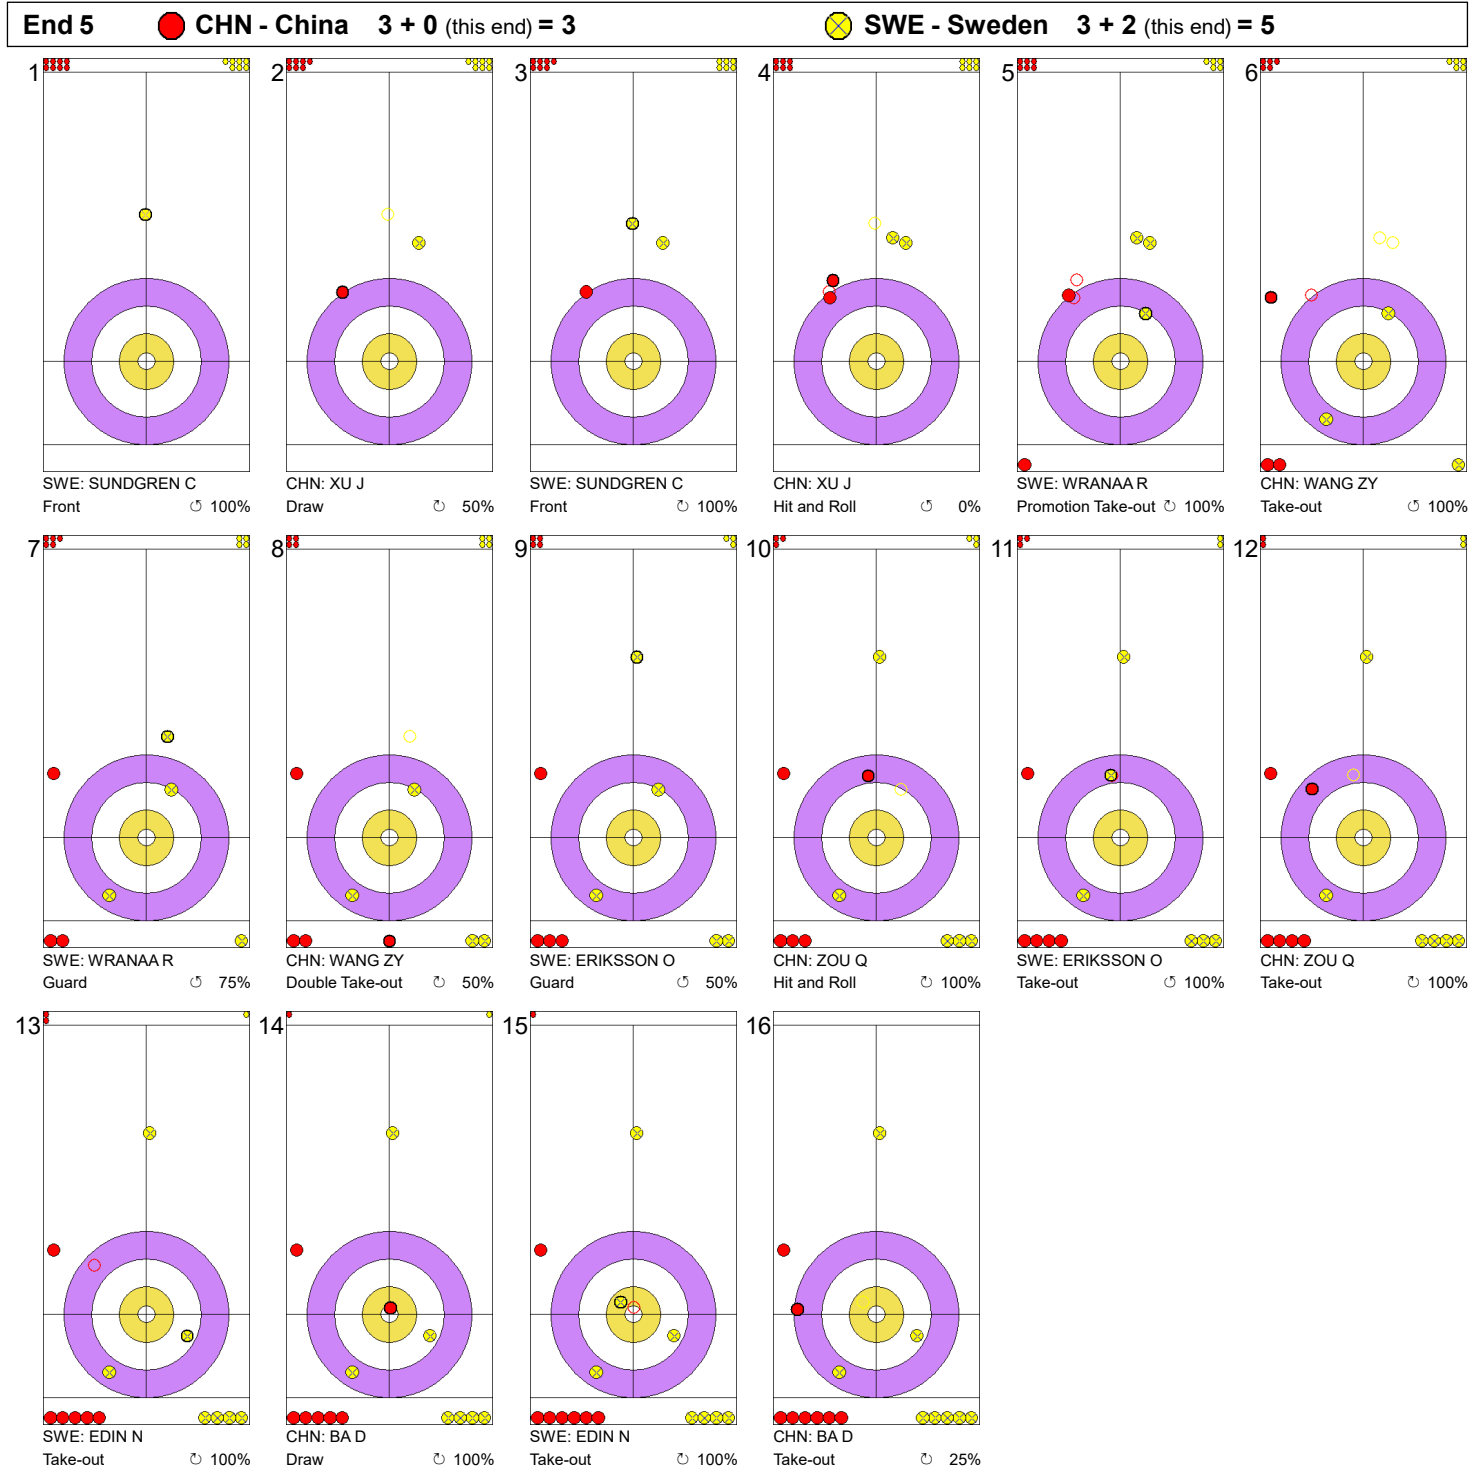 End 5 CHN - China 3 + 0 (this end) = 3 SWE - Sweden 3 + 2 (this end) = 5
1 2 3 4 5 6
SWE: SUNDGREN C CHN: XU J SWE: SUNDGREN C CHN: XU J SWE: WRANAA R CHN: WANG ZY
Front 100% Draw 50% Front 100% Hit and Roll 0% Promotion Take-out 100% Take-out 100%
7 8 9 10 11 12
SWE: WRANAA R CHN: WANG ZY SWE: ERIKSSON O CHN: ZOU Q SWE: ERIKSSON O CHN: ZOU Q
Guard 75% Double Take-out 50% Guard 50% Hit and Roll 100% Take-out 100% Take-out 100%
13 14 15 16
SWE: EDIN N CHN: BA D SWE: EDIN N CHN: BA D
Take-out 100% Draw 100% Take-out 100% Take-out 25%